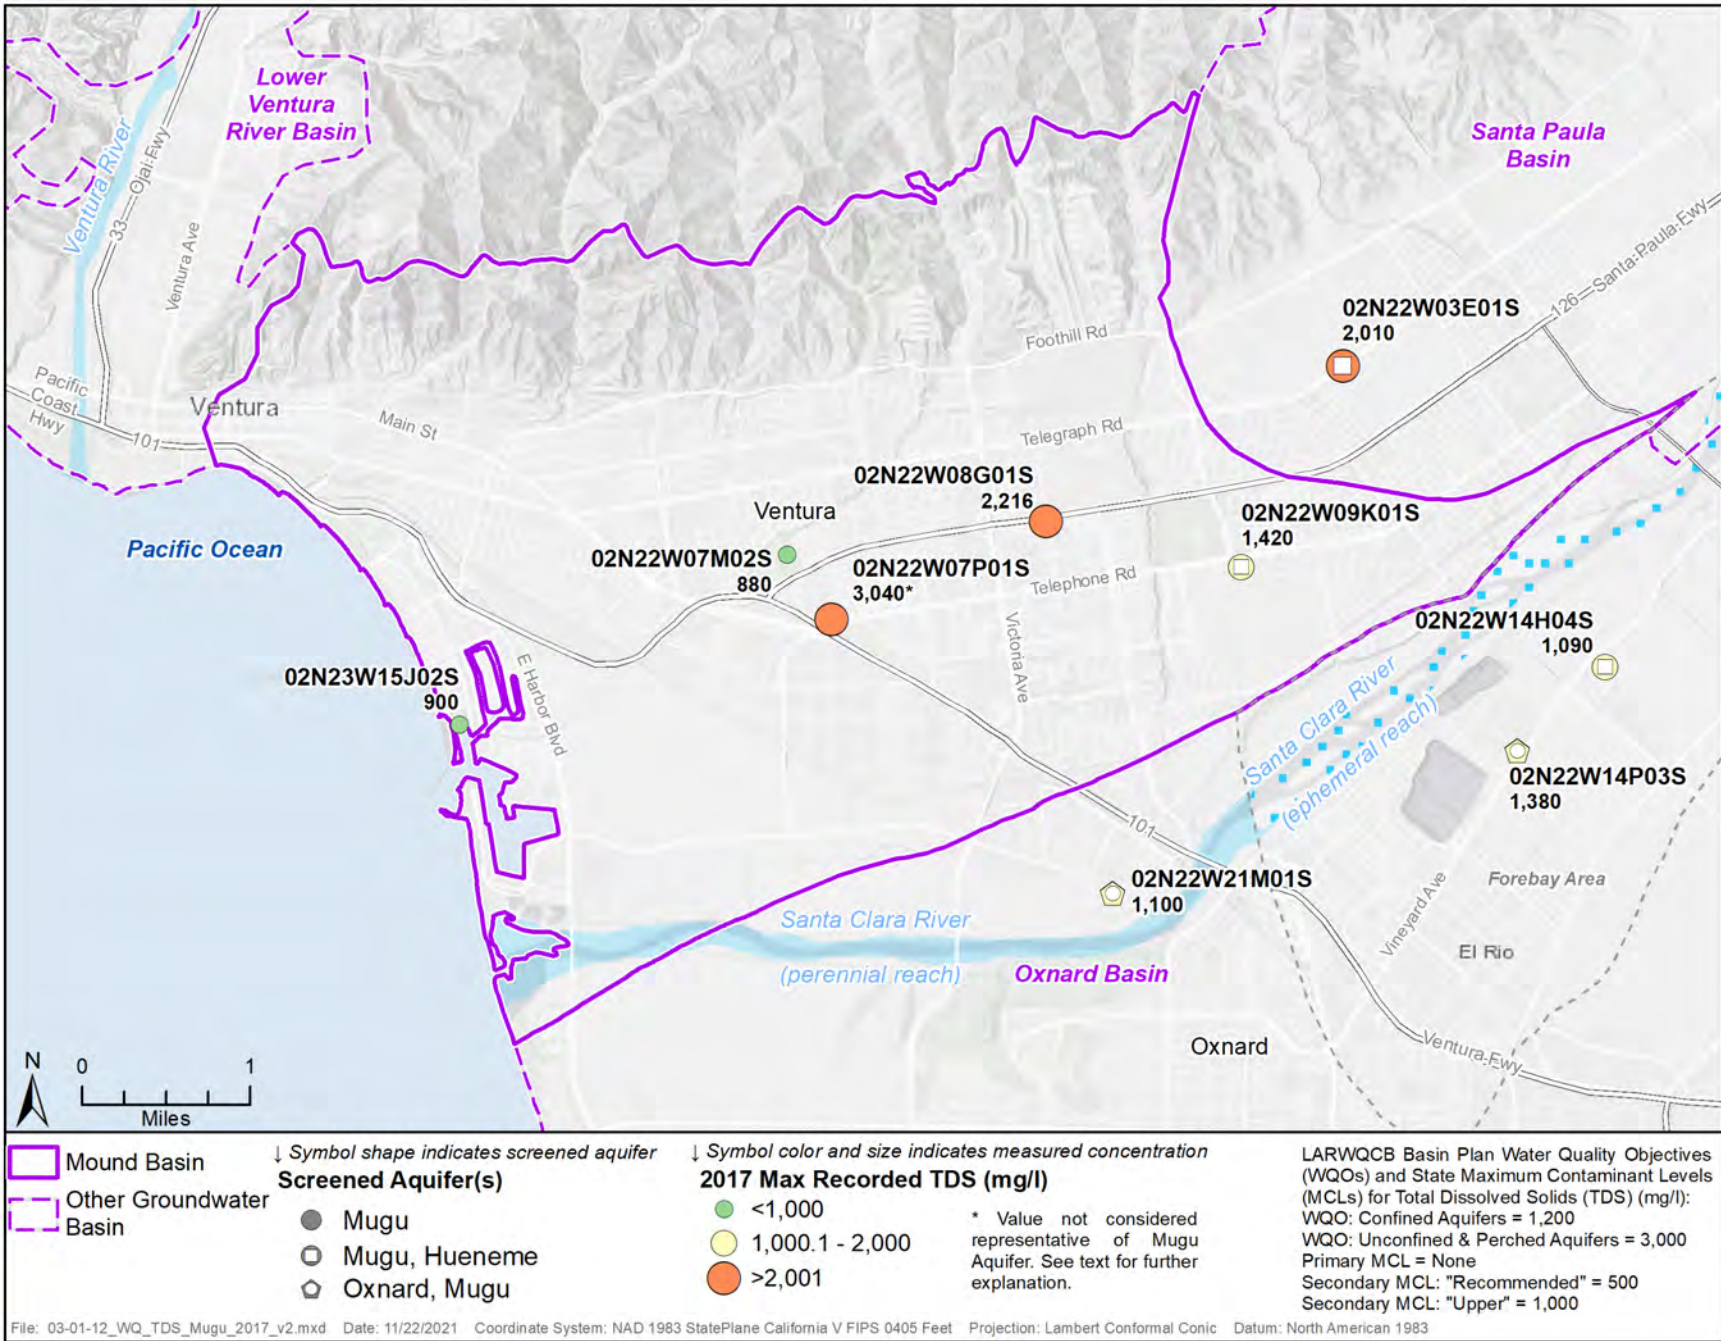 Lower
Ventura
River Basin
Santa Paula
Basin
Ventura River
33
Ojai Fwy
Ventura Ave
126
Santa Paula Fwy
02N22W03E01S
2,010
Foothill Rd
Pacific
Coast
Hwy
Ventura
Main St
101
Telegraph Rd
02N22W08G01S
2,216
Ventura
02N22W09K01S
1,420
Pacific Ocean
02N22W07M02S
880
02N22W07P01S
3,040*
Telephone Rd
Victoria Ave
02N22W14H04S
1,090
02N23W15J02S
900
E Harbor Blvd
Santa Clara River
(ephemeral reach)
02N22W14P03S
1,380
101
02N22W21M01S
1,100
Forebay Area
Vineyard Ave
Santa Clara River
(perennial reach)
El Rio
Oxnard Basin
Oxnard
Ventura Fwy
N
0 1
Miles
Mound Basin
Other Groundwater
Basin
↓ Symbol shape indicates screened aquifer
Screened Aquifer(s)
Mugu
Mugu, Hueneme
Oxnard, Mugu
↓ Symbol color and size indicates measured concentration
2017 Max Recorded TDS (mg/l)
<1,000
1,000.1 - 2,000
>2,001
* Value not considered
representative of Mugu
Aquifer. See text for further
explanation.
LARWQCB Basin Plan Water Quality Objectives
(WQOs) and State Maximum Contaminant Levels
(MCLs) for Total Dissolved Solids (TDS) (mg/l):
WQO: Confined Aquifers = 1,200
WQO: Unconfined & Perched Aquifers = 3,000
Primary MCL = None
Secondary MCL: "Recommended" = 500
Secondary MCL: "Upper" = 1,000
File: 03-01-12_WQ_TDS_Mugu_2017_v2.mxd Date: 11/22/2021 Coordinate System: NAD 1983 StatePlane California V FIPS 0405 Feet Projection: Lambert Conformal Conic Datum: North American 1983